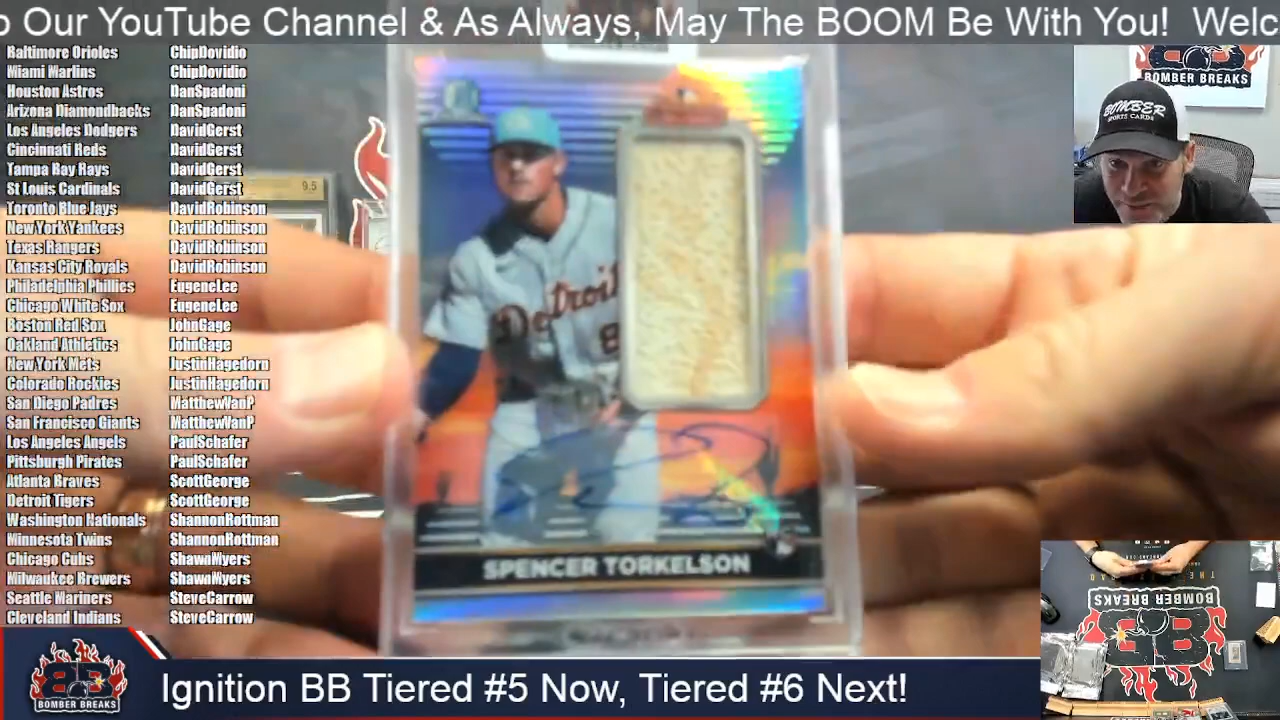 o Our YouTube Channel & As Always, May The BOOM Be With You!  Welc
Baltimore Orioles ChipDovidio
Miami Marlins ChipDovidio
Houston Astros DanSpadoni
Arizona Diamondbacks DanSpadoni
Los Angeles Dodgers DavidGerst
Cincinnati Reds DavidGerst
Tampa Bay Rays DavidGerst
St Louis Cardinals DavidGerst
Toronto Blue Jays DavidRobinson
New York Yankees DavidRobinson
Texas Rangers DavidRobinson
Kansas City Royals DavidRobinson
Philadelphia Phillies EugeneLee
Chicago White Sox EugeneLee
Boston Red Sox JohnGage
Oakland Athletics JohnGage
New York Mets JustinHagedorn
Colorado Rockies JustinHagedorn
San Diego Padres MatthewVanP
San Francisco Giants MatthewVanP
Los Angeles Angels PaulSchafer
Pittsburgh Pirates PaulSchafer
Atlanta Braves ScottGeorge
Detroit Tigers ScottGeorge
Washington Nationals ShannonRottman
Minnesota Twins ShannonRottman
Chicago Cubs ShawnMyers
Milwaukee Brewers ShawnMyers
Seattle Mariners SteveCarrow
Cleveland Indians SteveCarrow
9.5
Detroit
8
SPENCER TORKELSON
BOMBER BREAKS
BOMBER
SPORTS CARDS
BOMBER BREAKS
BB
BOMBER BREAKS
Ignition BB Tiered #5 Now, Tiered #6 Next!